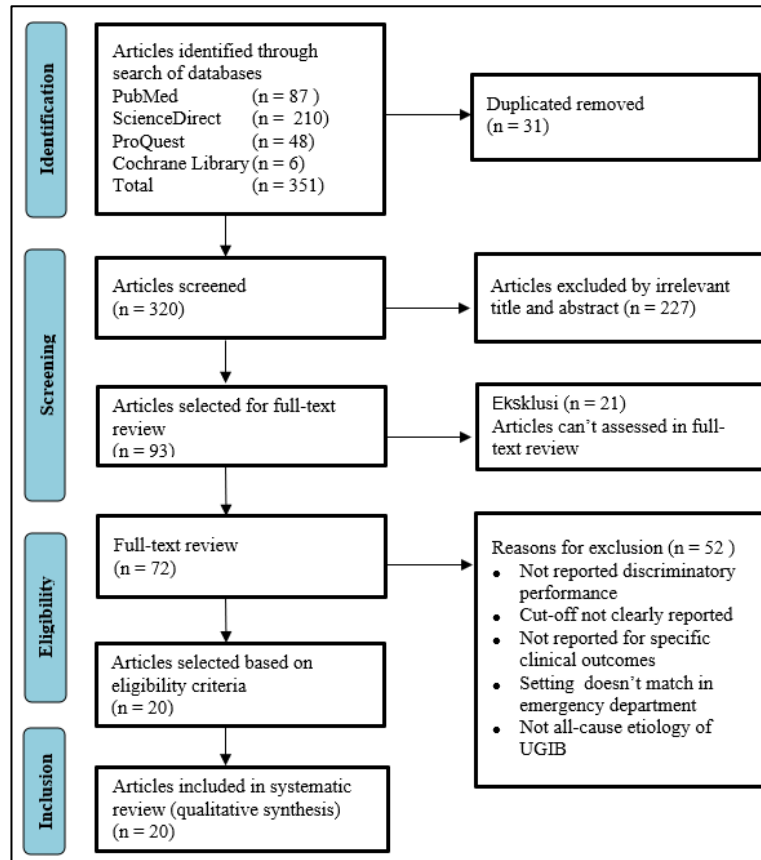 Identification
Articles identified through
search of databases
PubMed (n = 87 )
ScienceDirect (n = 210)
ProQuest (n = 48)
Cochrane Library (n = 6)
Total (n = 351)
Duplicated removed
(n = 31)
Screening
Articles screened
(n = 320)
Articles excluded by irrelevant
title and abstract (n = 227)
Articles selected for full-text
review
(n = 93)
Eksklusi (n = 21)
Articles can’t assessed in full-
text review
Eligibility
Full-text review
(n = 72)
Reasons for exclusion (n = 52 )
• Not reported discriminatory
performance
• Cut-off not clearly reported
• Not reported for specific
clinical outcomes
• Setting doesn’t match in
emergency department
• Not all-cause etiology of
UGIB
Articles selected based on
eligibility criteria
(n = 20)
Inclusion
Articles included in systematic
review (qualitative synthesis)
(n = 20)